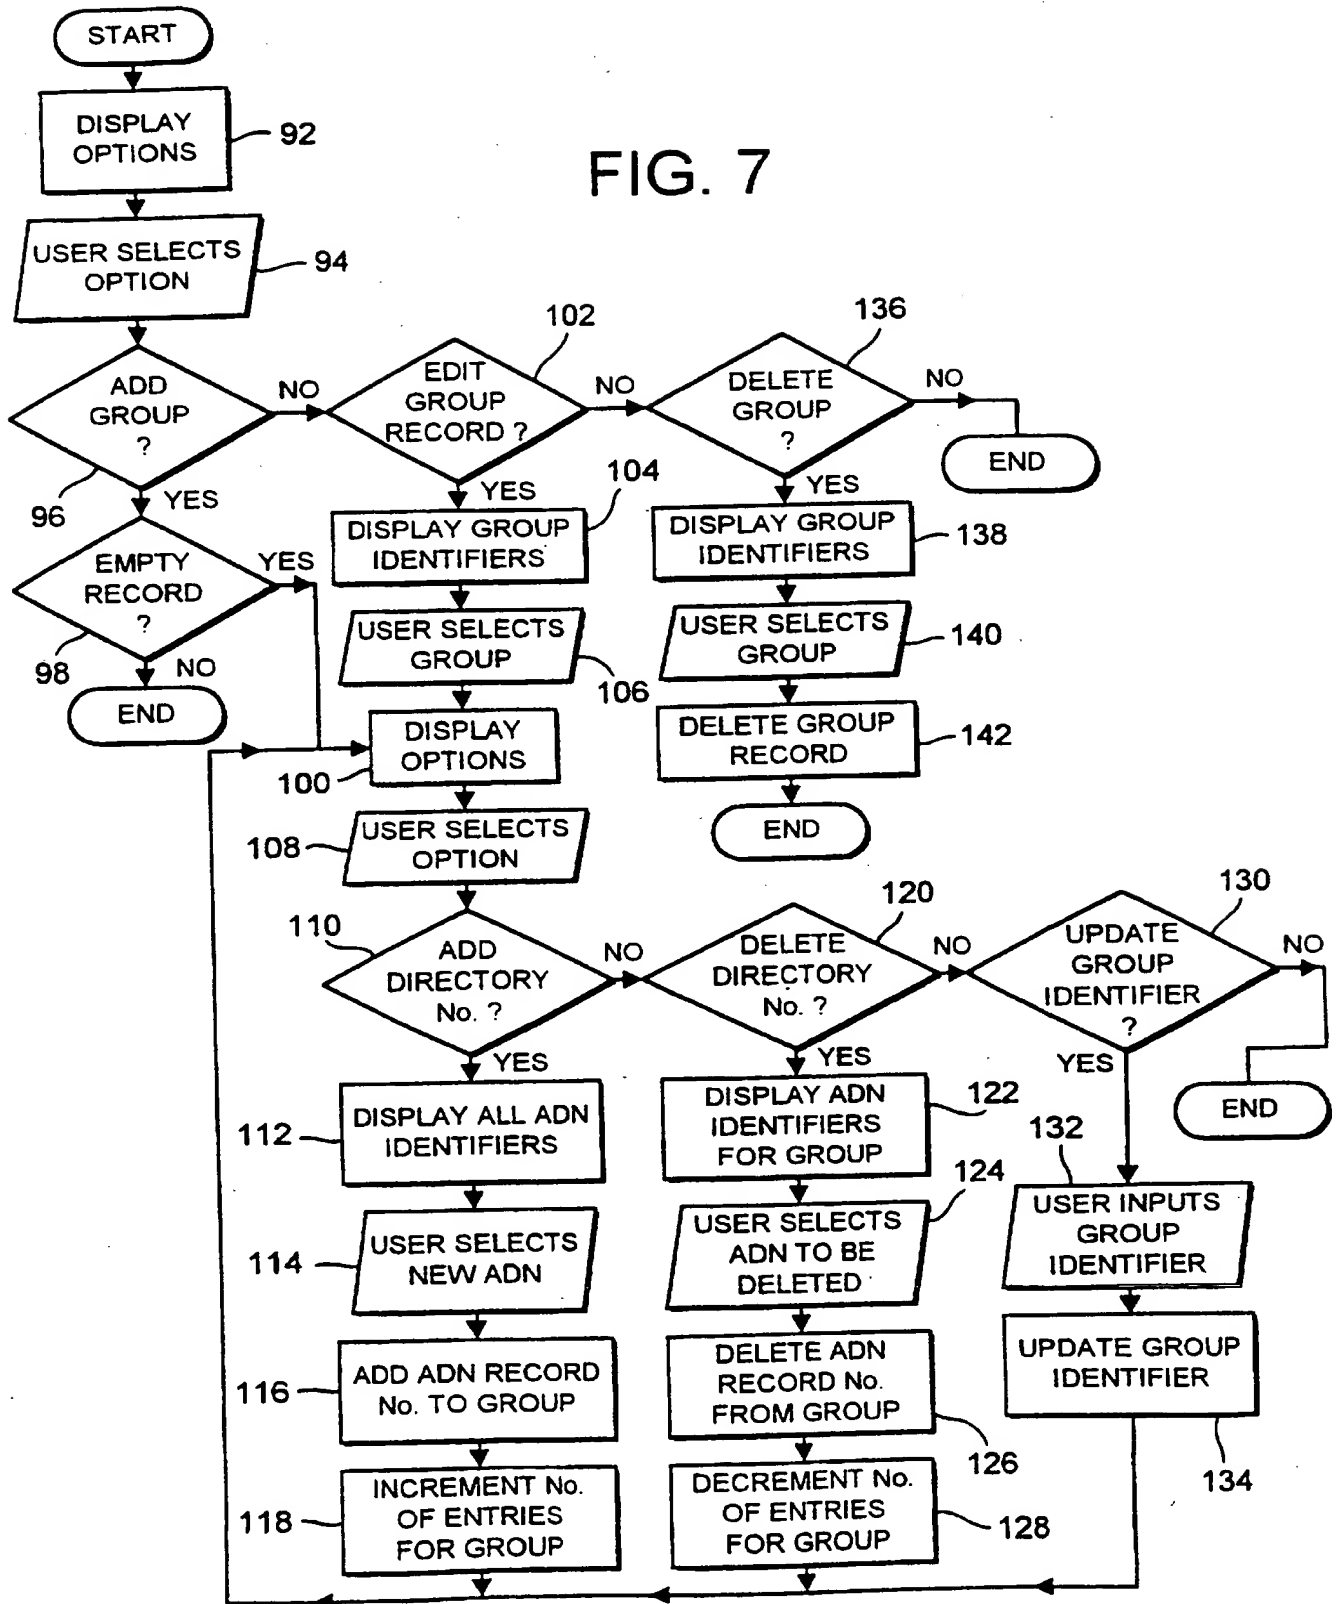 START
DISPLAY
OPTIONS
92
FIG. 7
USER SELECTS
OPTION
94
ADD
GROUP
?
96
NO
YES
EDIT
GROUP
RECORD ?
102
NO
YES
DELETE
GROUP
?
136
NO
YES
END
EMPTY
RECORD
?
98
YES
NO
END
DISPLAY GROUP
IDENTIFIERS
104
USER SELECTS
GROUP
106
DISPLAY GROUP
IDENTIFIERS
138
USER SELECTS
GROUP
140
DELETE GROUP
RECORD
142
END
DISPLAY
OPTIONS
100
USER SELECTS
OPTION
108
ADD
DIRECTORY
No. ?
110
NO
YES
DELETE
DIRECTORY
No. ?
120
NO
YES
UPDATE
GROUP
IDENTIFIER
?
130
NO
YES
END
DISPLAY ALL ADN
IDENTIFIERS
112
USER SELECTS
NEW ADN
114
ADD ADN RECORD
No. TO GROUP
116
INCREMENT No.
OF ENTRIES
FOR GROUP
118
DISPLAY ADN
IDENTIFIERS
FOR GROUP
122
USER SELECTS
ADN TO BE
DELETED
124
DELETE ADN
RECORD No.
FROM GROUP
126
DECREMENT No.
OF ENTRIES
FOR GROUP
128
132
USER INPUTS
GROUP
IDENTIFIER
UPDATE GROUP
IDENTIFIER
134